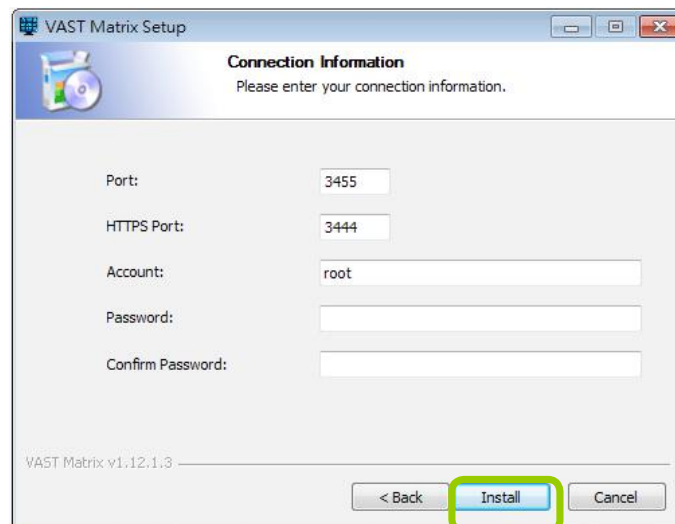 VAST Matrix Setup
Connection Information
Please enter your connection information.
Port: 3455
HTTPS Port: 3444
Account: root
Password:
Confirm Password:
VAST Matrix v1.12.1.3
< Back Install Cancel